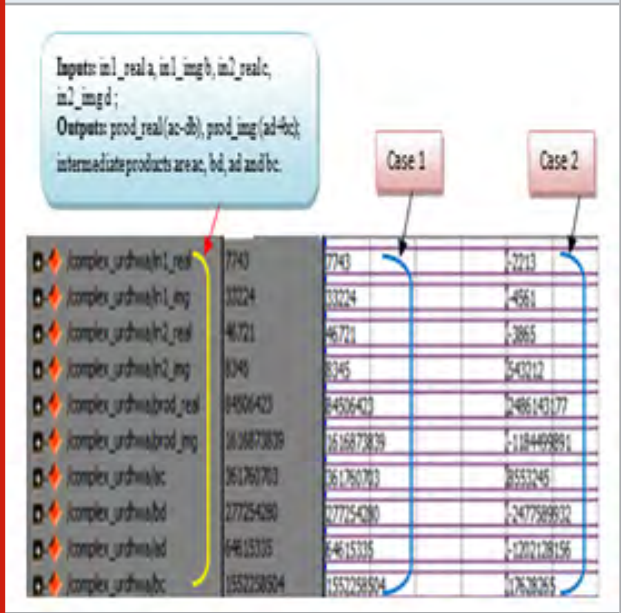 Inputs: in1_real a, in1_img b, in2_real c,
in2_img d ;
Outputs: prod_real(ac-db), prod_img(ad+bc);
intermediate products are ac, bd, ad and bc.
Case 1
Case 2
/complex_urdhwa/in1_real 7743 7743 -2213
/complex_urdhwa/in1_img 33224 33224 -4561
/complex_urdhwa/in2_real 46721 46721 -3865
/complex_urdhwa/in2_img 8345 8345 543212
/complex_urdhwa/prod_real 84506423 84506423 2486143177
/complex_urdhwa/prod_img 1616873839 1616873839 -1184499891
/complex_urdhwa/ac 361760703 361760703 8553245
/complex_urdhwa/bd 277254280 277254280 -2477589932
/complex_urdhwa/ad 64615335 64615335 -1202128156
/complex_urdhwa/bc 1552258504 1552258504 17628265